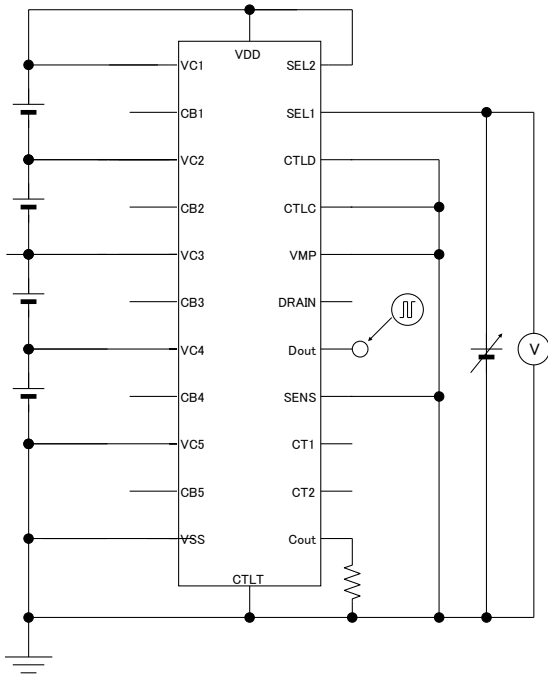 VDD
VC1
SEL2
CB1
SEL1
VC2
CTLD
CB2
CTLC
VC3
VMP
CB3
DRAIN
VC4
Dout
CB4
SENS
VC5
CT1
CB5
CT2
VSS
Cout
CTLT
V